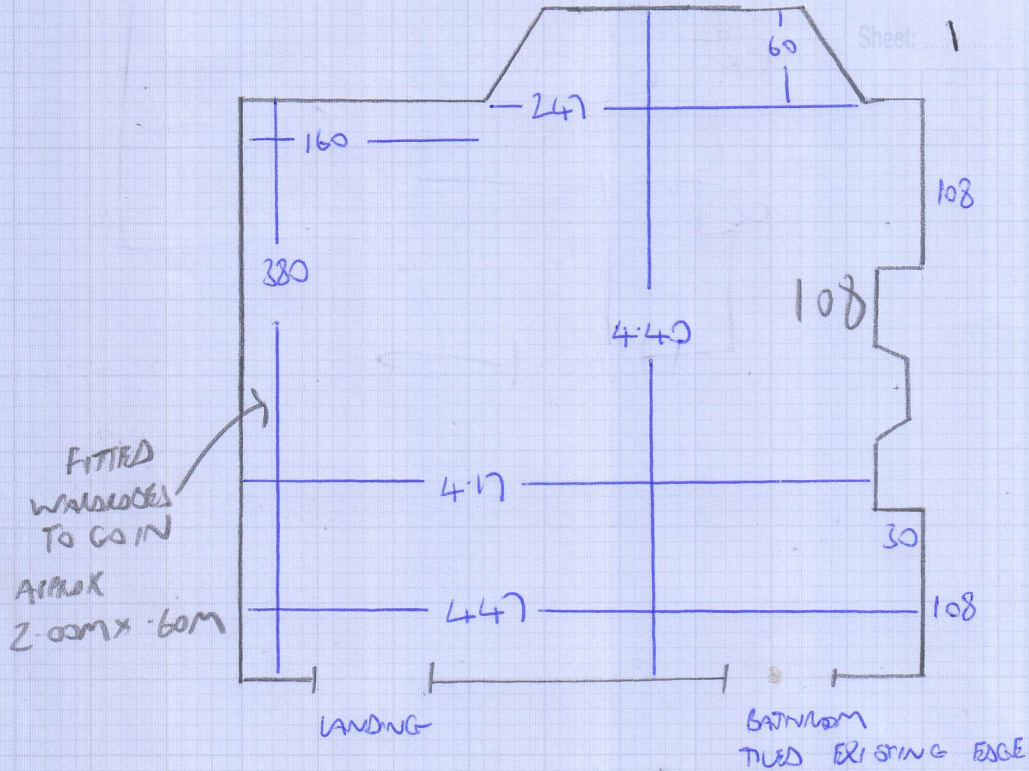 Sheet: 1
60
247
160
108
380
108
4.40
FITTED
WARDROBES
TO GO IN
APPROX
2.00M X .60M
4.17
30
447
108
LANDING
BATHROOM
TILED EXISTING EDGE